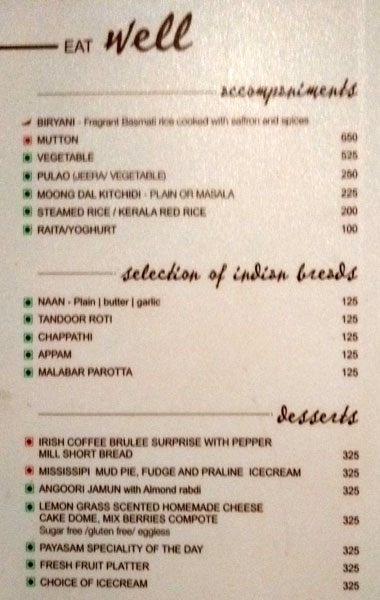 EAT well
accompaniments
BIRYANI - Fragrant Basmati rice cooked with saffron and spices
MUTTON 650
VEGETABLE 525
PULAO (JEERA/ VEGETABLE) 250
MOONG DAL KITCHIDI - PLAIN OR MASALA 225
STEAMED RICE / KERALA RED RICE 200
RAITA/YOGHURT 100
selection of indian breads
NAAN - Plain | butter | garlic 125
TANDOOR ROTI 125
CHAPPATHI 125
APPAM 125
MALABAR PAROTTA 125
desserts
IRISH COFFEE BRULEE SURPRISE WITH PEPPER
MILL SHORT BREAD 325
MISSISSIPI MUD PIE, FUDGE AND PRALINE ICECREAM 325
ANGOORI JAMUN with Almond rabdi 325
LEMON GRASS SCENTED HOMEMADE CHEESE
CAKE DOME, MIX BERRIES COMPOTE 325
Sugar free /gluten free/ eggless
PAYASAM SPECIALITY OF THE DAY 325
FRESH FRUIT PLATTER 325
CHOICE OF ICECREAM 325